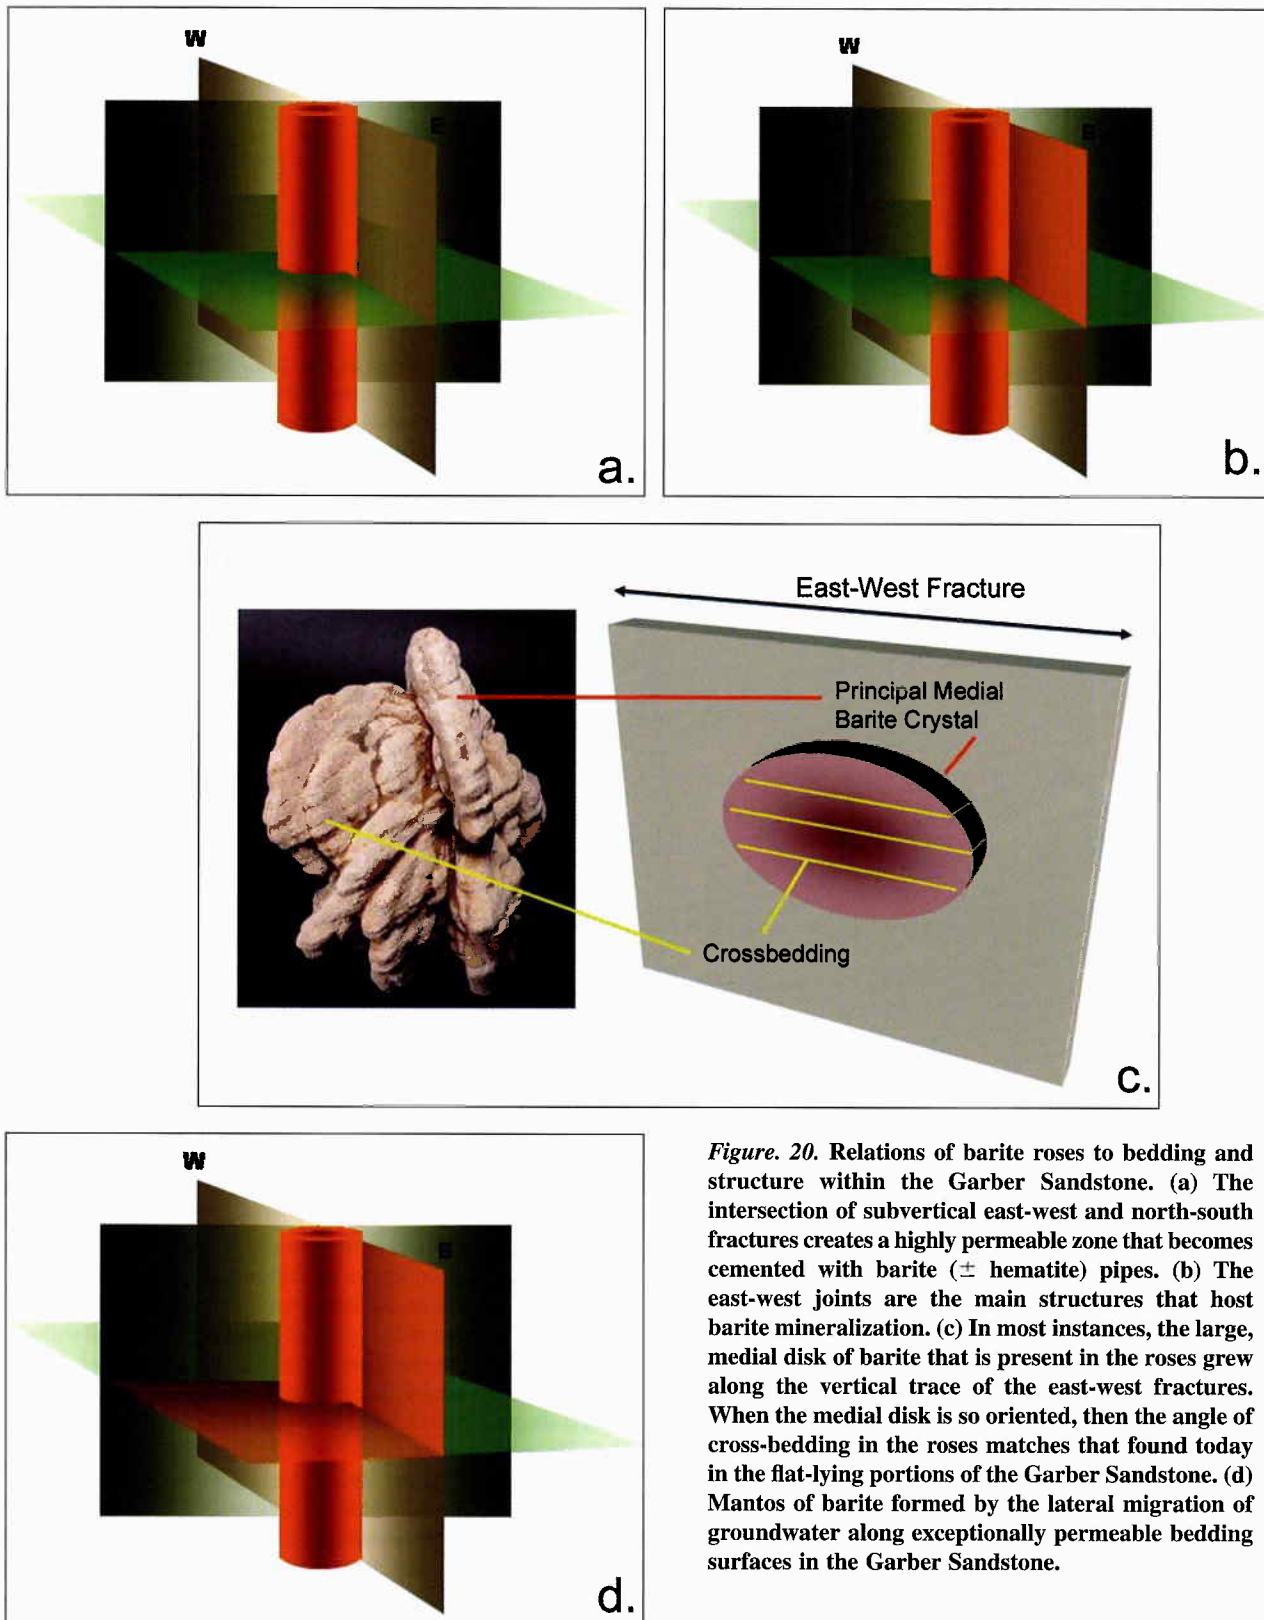 W
E
a.
W
E
b.
East-West Fracture
Principal Medial
Barite Crystal
Crossbedding
c.
W
E
d.
Figure. 20. Relations of barite roses to bedding and
structure within the Garber Sandstone. (a) The
intersection of subvertical east-west and north-south
fractures creates a highly permeable zone that becomes
cemented with barite (± hematite) pipes. (b) The
east-west joints are the main structures that host
barite mineralization. (c) In most instances, the large,
medial disk of barite that is present in the roses grew
along the vertical trace of the east-west fractures.
When the medial disk is so oriented, then the angle of
cross-bedding in the roses matches that found today
in the flat-lying portions of the Garber Sandstone. (d)
Mantos of barite formed by the lateral migration of
groundwater along exceptionally permeable bedding
surfaces in the Garber Sandstone.